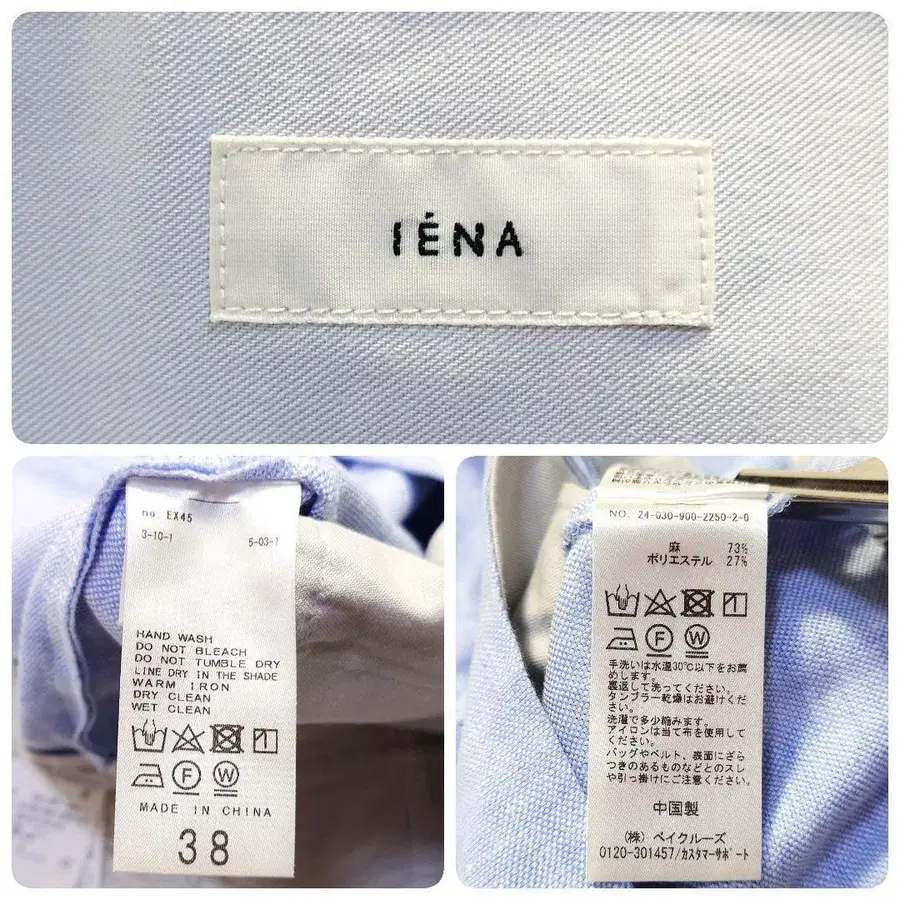 IÉNA
no. EX45
3-10-1 6-03-1
HAND WASH
DO NOT BLEACH
DO NOT TUMBLE DRY
LINE DRY IN THE SHADE
WARM IRON
DRY CLEAN
WET CLEAN
F W
MADE IN CHINA
38
NO. 24-030-900-2250-2-0
麻 73%
ポリエステル 27%
F W
手洗いは水温30℃以下をお薦
めします。
裏返して洗ってください。
タンブラー乾燥はお避けくださ
い。
洗濯で多少縮みます。
アイロンは当て布を使用して
ください。
バッグやベルト、表面にざら
つきのあるものなどとのスレ
や引っ掛けにご注意ください。
中国製
(株) ベイクルーズ
0120-301457/カスタマーサポート